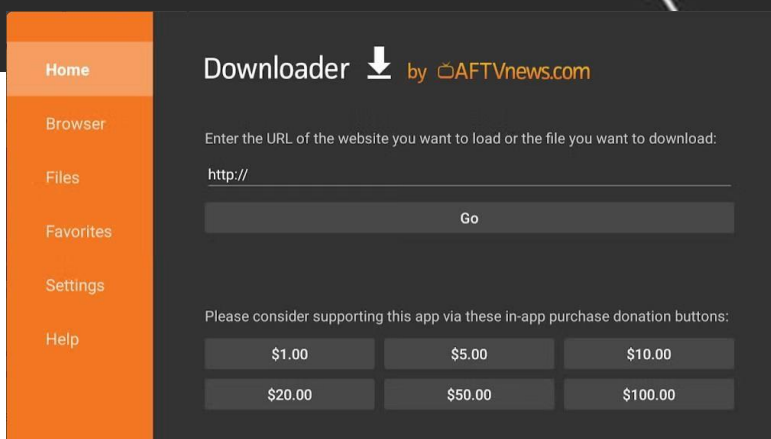 Home
Browser
Files
Favorites
Settings
Help
Downloader by AFTVnews.com
Enter the URL of the website you want to load or the file you want to download:
http://
Go
Please consider supporting this app via these in-app purchase donation buttons:
$1.00 $5.00 $10.00
$20.00 $50.00 $100.00